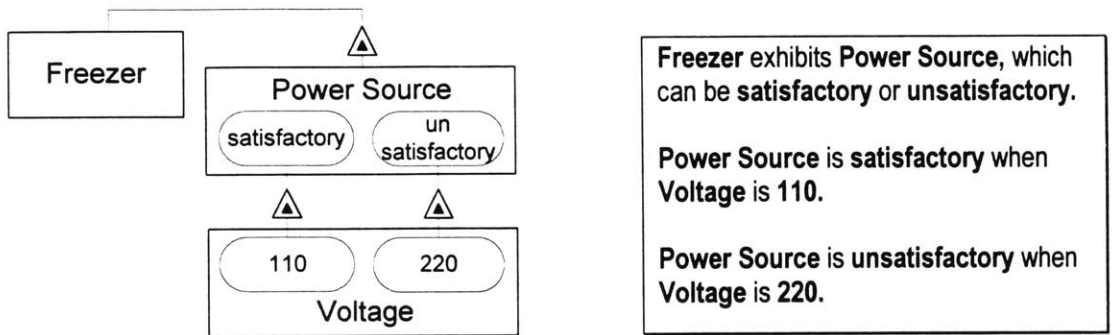 Freezer
Power Source
satisfactory
un
satisfactory
110
220
Voltage
Freezer exhibits Power Source, which
can be satisfactory or unsatisfactory.
Power Source is satisfactory when
Voltage is 110.
Power Source is unsatisfactory when
Voltage is 220.